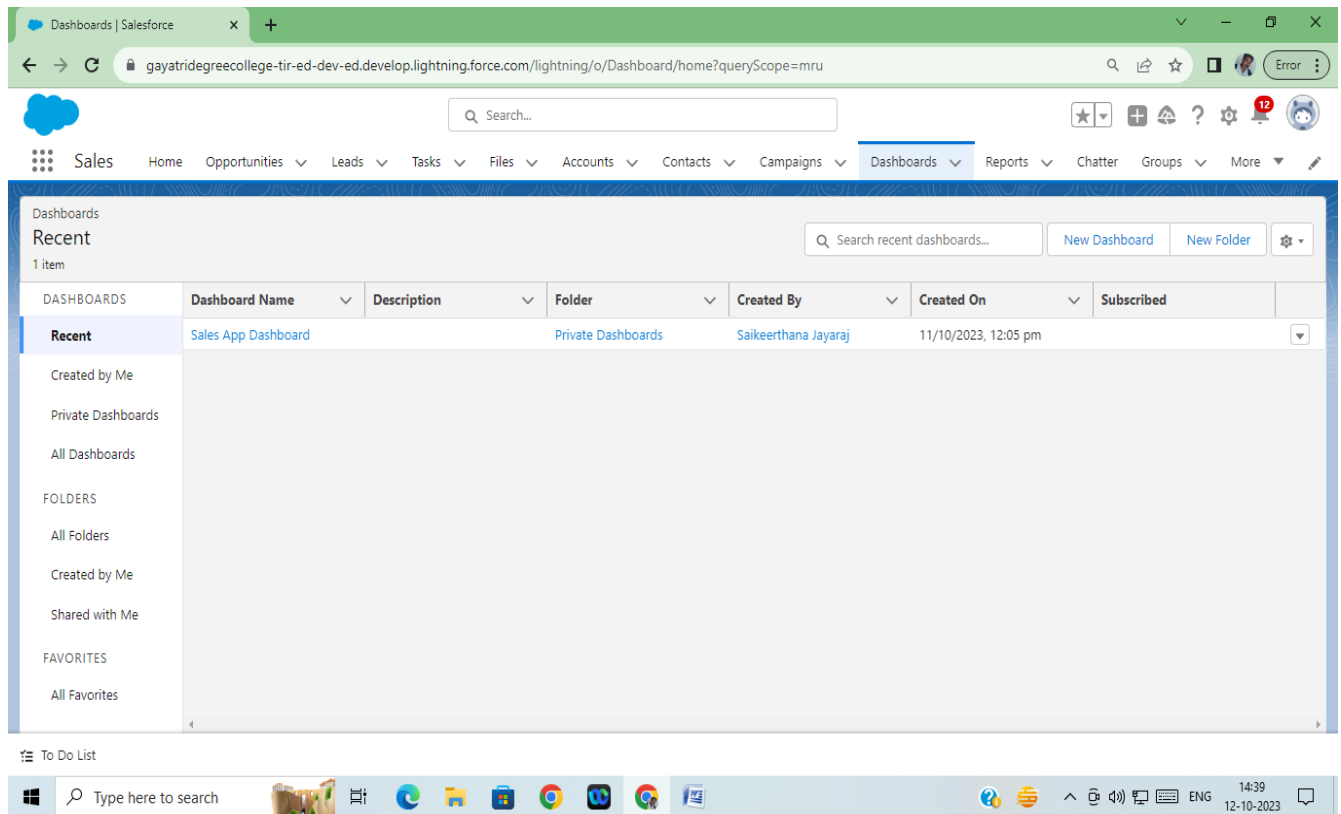 Dashboards | Salesforce
gayatridegreecollege-tir-ed-dev-ed.develop.lightning.force.com/lightning/o/Dashboard/home?queryScope=mru
Error
Search...
12
Sales Home Opportunities Leads Tasks Files Accounts Contacts Campaigns Dashboards Reports Chatter Groups More
Dashboards
Recent
1 item
Search recent dashboards...
New Dashboard
New Folder
DASHBOARDS
Recent
Created by Me
Private Dashboards
All Dashboards
FOLDERS
All Folders
Created by Me
Shared with Me
FAVORITES
All Favorites
Dashboard Name Description Folder Created By Created On Subscribed
Sales App Dashboard Private Dashboards Saikeerthana Jayaraj 11/10/2023, 12:05 pm
To Do List
Type here to search
ENG
14:39
12-10-2023